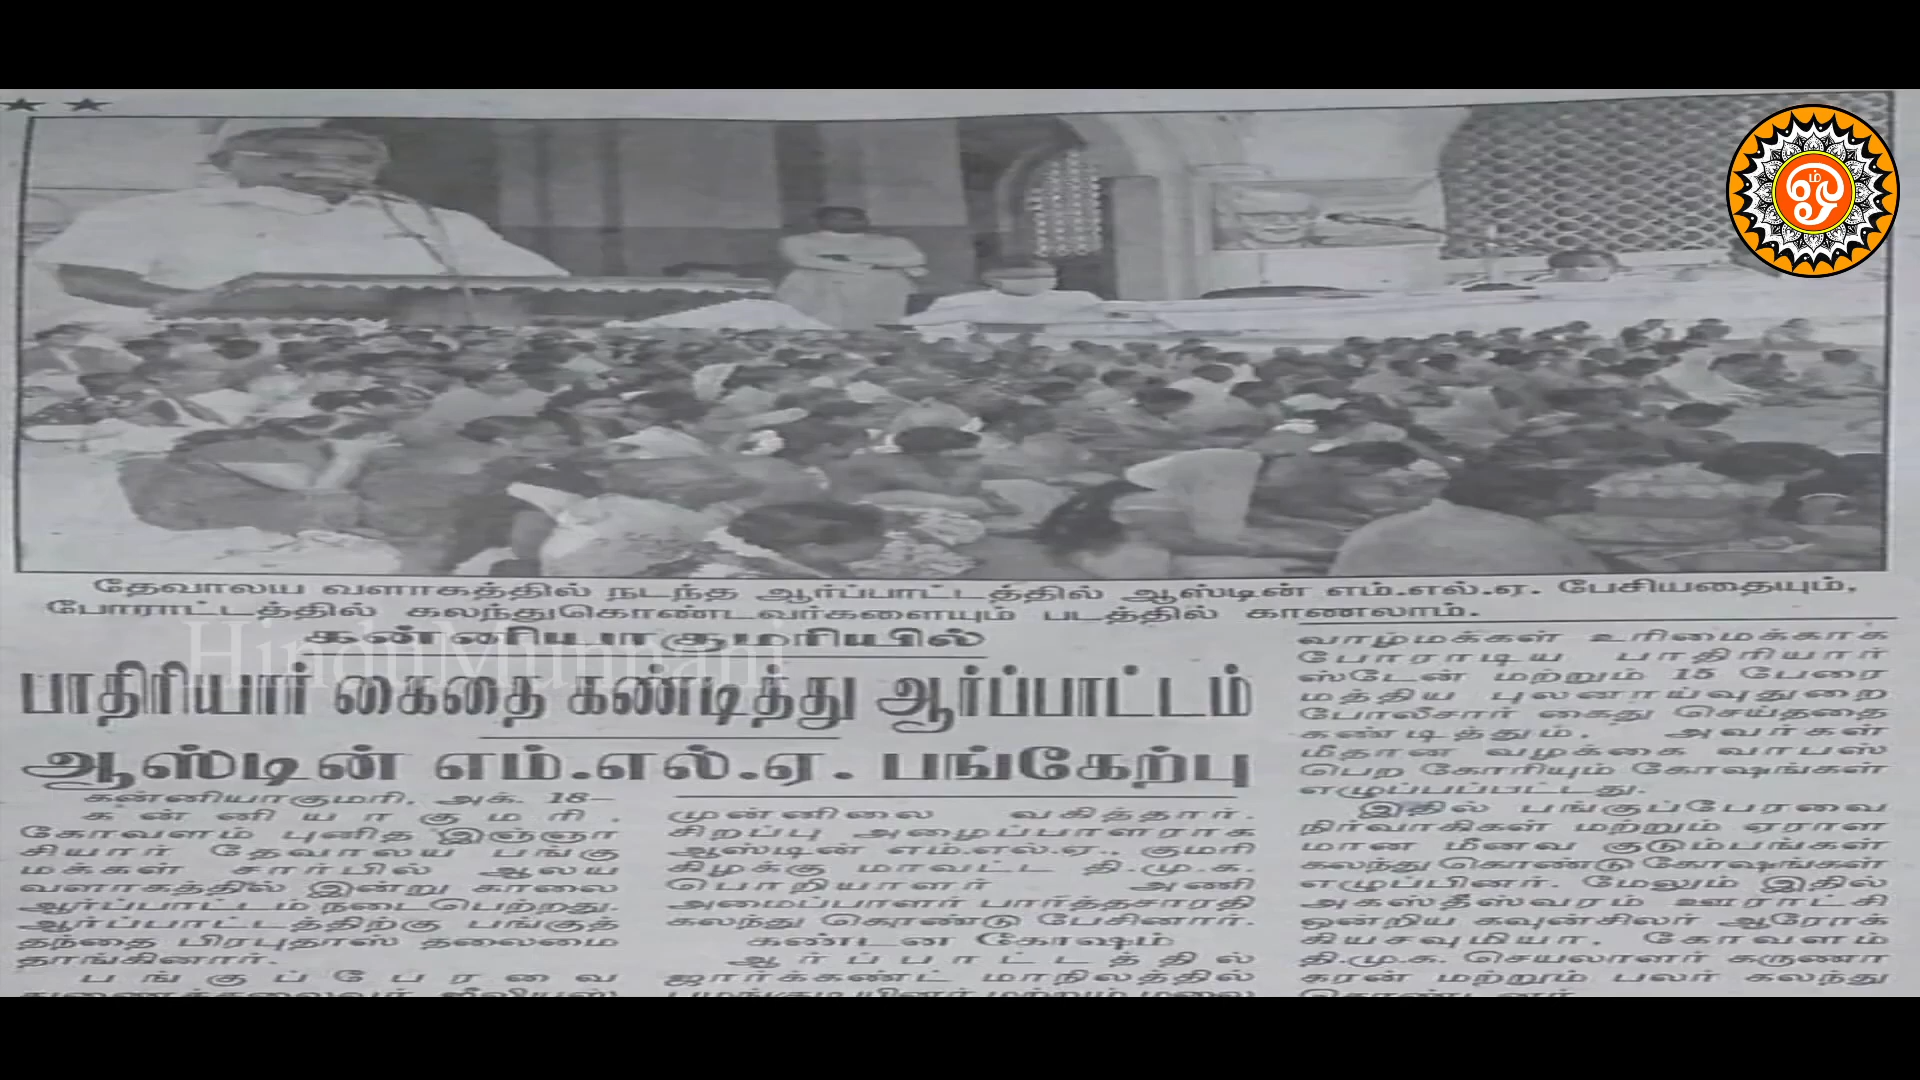 ஓம்
தேவாலய வளாகத்தில் நடந்த ஆர்ப்பாட்டத்தில் ஆஸ்டின் எம்.எல்.ஏ. பேசியதையும்,
போராட்டத்தில் கலந்துகொண்டவர்களையும் படத்தில் காணலாம்.
HinduMunnani
கன்னியாகுமரியில்
பாதிரியார் கைதை கண்டித்து ஆர்ப்பாட்டம்
ஆஸ்டின் எம்.எல்.ஏ. பங்கேற்பு
கன்னியாகுமரி, அக். 18–
கன்னியாகுமரி,
கோவளம் புனித இஞ்ஞா
சியார் தேவாலய பங்கு
மக்கள் சார்பில் ஆலய
வளாகத்தில் இன்று காலை
ஆர்ப்பாட்டம் நடைபெற்றது.
ஆர்ப்பாட்டத்திற்கு பங்குத்
தந்தை பிரபுதாஸ் தலைமை
தாங்கினார்.
பங்குப்பேரவை
முன்னிலை வகித்தார்.
சிறப்பு அழைப்பாளராக
ஆஸ்டின் எம்.எல்.ஏ., குமரி
கிழக்கு மாவட்ட தி.மு.க.
பொறியாளர் அணி
அமைப்பாளர் பார்த்தசாரதி
கலந்து கொண்டு பேசினார்.
கண்டன கோஷம்
ஆர்ப்பாட்டத்தில்
ஜார்க்கண்ட் மாநிலத்தில்
வாழ்மக்கள் உரிமைக்காக
போராடிய பாதிரியார்
ஸ்டேன் மற்றும் 15 பேரை
மத்திய புலனாய்வுதுறை
போலீசார் கைது செய்ததை
கண்டித்தும், அவர்கள்
மீதான வழக்கை வாபஸ்
பெற கோரியும் கோஷங்கள்
எழுப்பப்பட்டது.
இதில் பங்குப்பேரவை
நிர்வாகிகள் மற்றும் ஏராள
மான மீனவ குடும்பங்கள்
கலந்து கொண்டு கோஷங்கள்
எழுப்பினர். மேலும் இதில்
அகஸ்தீஸ்வரம் ஊராட்சி
ஒன்றிய கவுன்சிலர் ஆரோக்
கியசவுமியா, கோவளம்
தி.மு.க. செயலாளர் கருணா
கரன் மற்றும் பலர் கலந்து